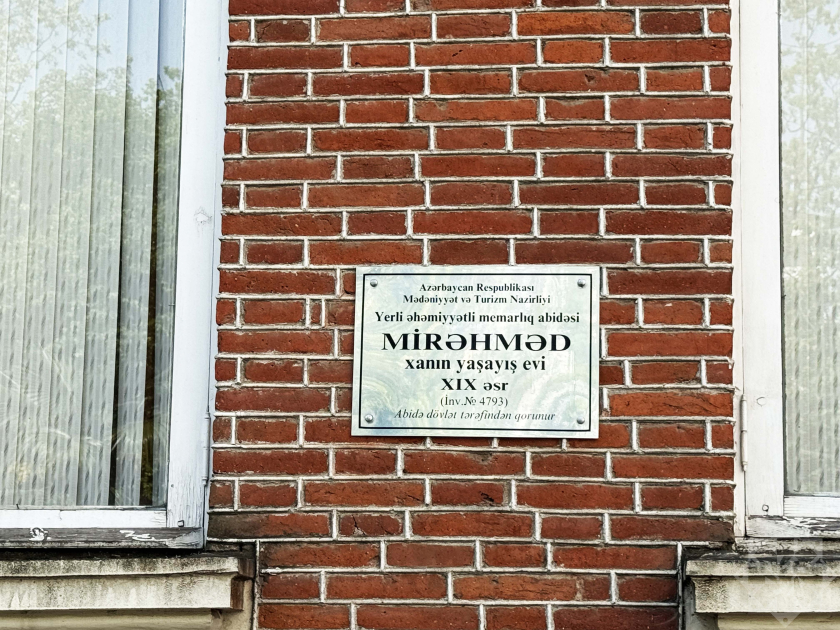 Azərbaycan Respublikası
Mədəniyyət və Turizm Nazirliyi
Yerli əhəmiyyətli memarlıq abidəsi
MİRƏHMƏD
xanın yaşayış evi
XIX əsr
(İnv.№ 4793)
Abidə dövlət tərəfindən qorunur